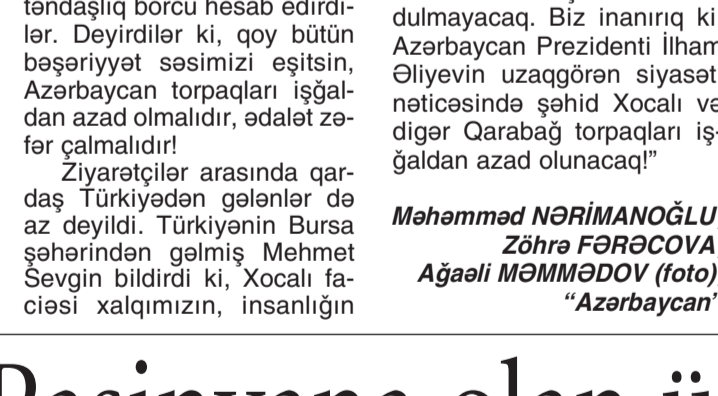 təndaşlıq borcu hesab edirdi-
lər. Deyirdilər ki, qoy bütün
bəşəriyyət səsimizi eşitsin,
Azərbaycan torpaqları işğal-
dan azad olmalıdır, ədalət zə-
fər çalmalıdır!
Ziyarətçilər arasında qar-
daş Türkiyədən gələnlər də
az deyildi. Türkiyənin Bursa
şəhərindən gəlmiş Mehmet
Sevgin bildirdi ki, Xocalı fa-
ciəsi xalqımızın, insanlığın
dulmayacaq. Biz inanırıq ki
Azərbaycan Prezidenti İlham
Əliyevin uzaqgörən siyasət
nəticəsində şəhid Xocalı və
digər Qarabağ torpaqları iş-
ğaldan azad olunacaq!”
Məhəmməd NƏRİMANOĞLU,
Zöhrə FƏRƏCOVA,
Ağaəli MƏMMƏDOV (foto),
“Azərbaycan”
olan